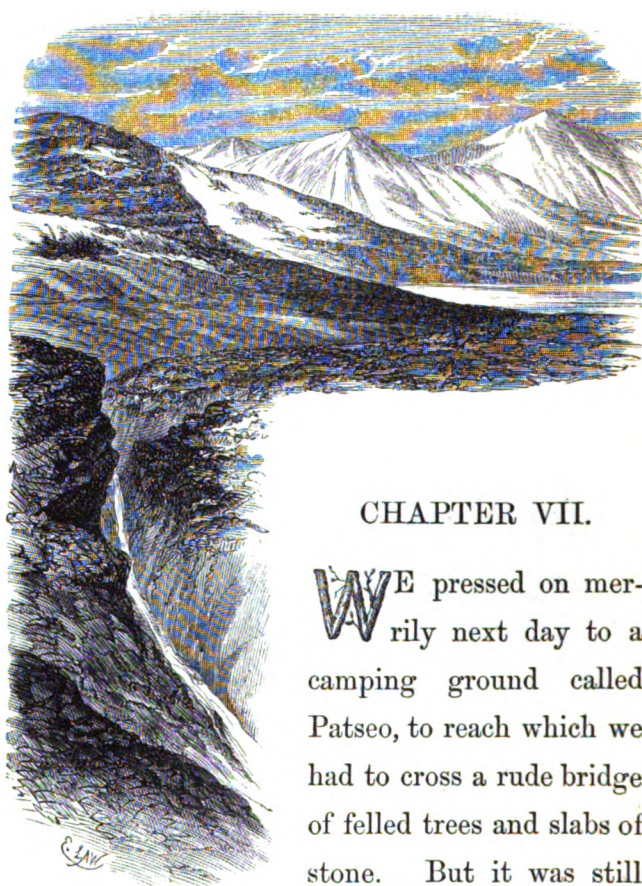 CHAPTER VII.
WE pressed on mer-
rily next day to a
camping ground called
Patseo, to reach which we
had to cross a rude bridge
of felled trees and slabs of
stone. But it was still
E. LAW